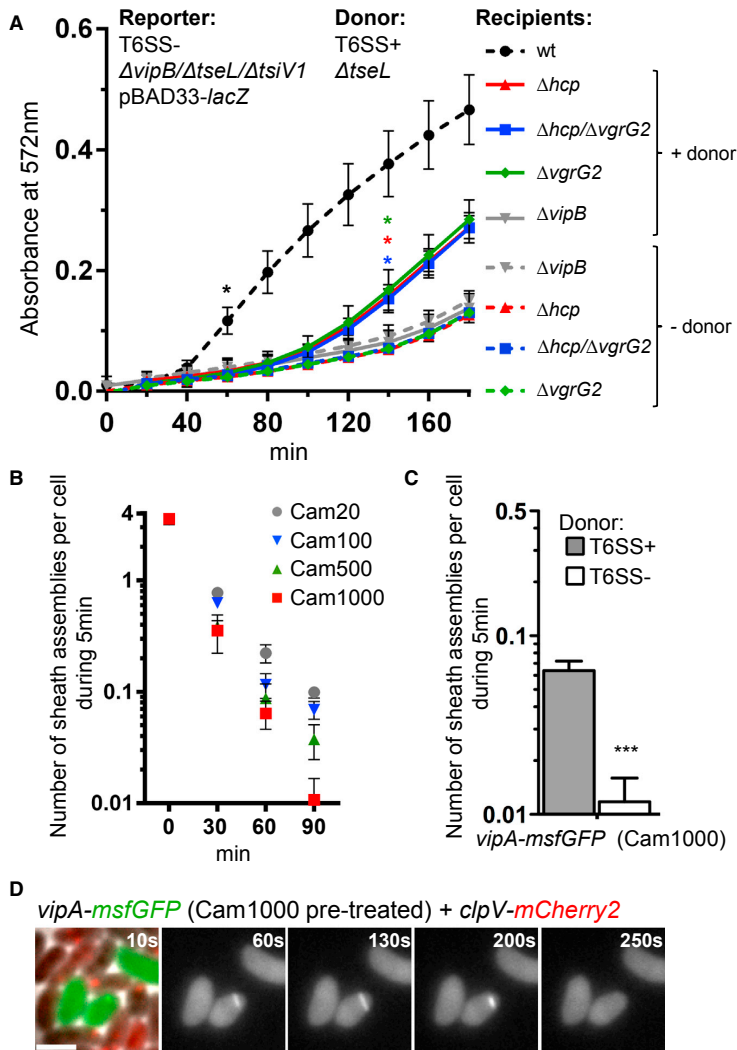 A
Reporter:
T6SS-
ΔvipB/ΔtseL/ΔtsiV1
pBAD33-lacZ
Donor:
T6SS+
ΔtseL
Recipients:
wt
Δhcp
Δhcp/ΔvgrG2
ΔvgrG2
ΔvipB
+ donor
ΔvipB
Δhcp
Δhcp/ΔvgrG2
ΔvgrG2
- donor
Absorbance at 572nm
0.6
0.4
0.2
0.0
*
*
*
*
0 40 80 120 160
min
B
Number of sheath assemblies per cell
during 5min
4
1
0.1
0.01
Cam20
Cam100
Cam500
Cam1000
0 30 60 90
min
C
Number of sheath assemblies per cell
during 5min
0.5
0.1
0.01
Donor:
T6SS+
T6SS-
***
vipA-msfGFP (Cam1000)
D
vipA-msfGFP (Cam1000 pre-treated) + clpV-mCherry2
10s 60s 130s 200s 250s